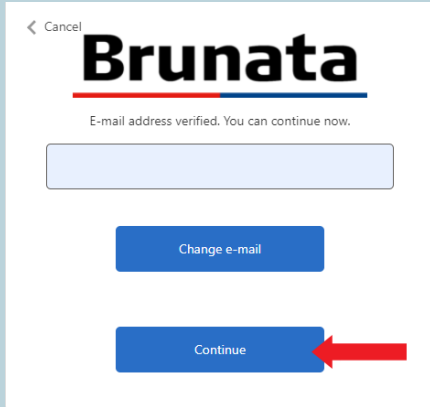 Cancel
Brunata
E-mail address verified. You can continue now.
Change e-mail
Continue